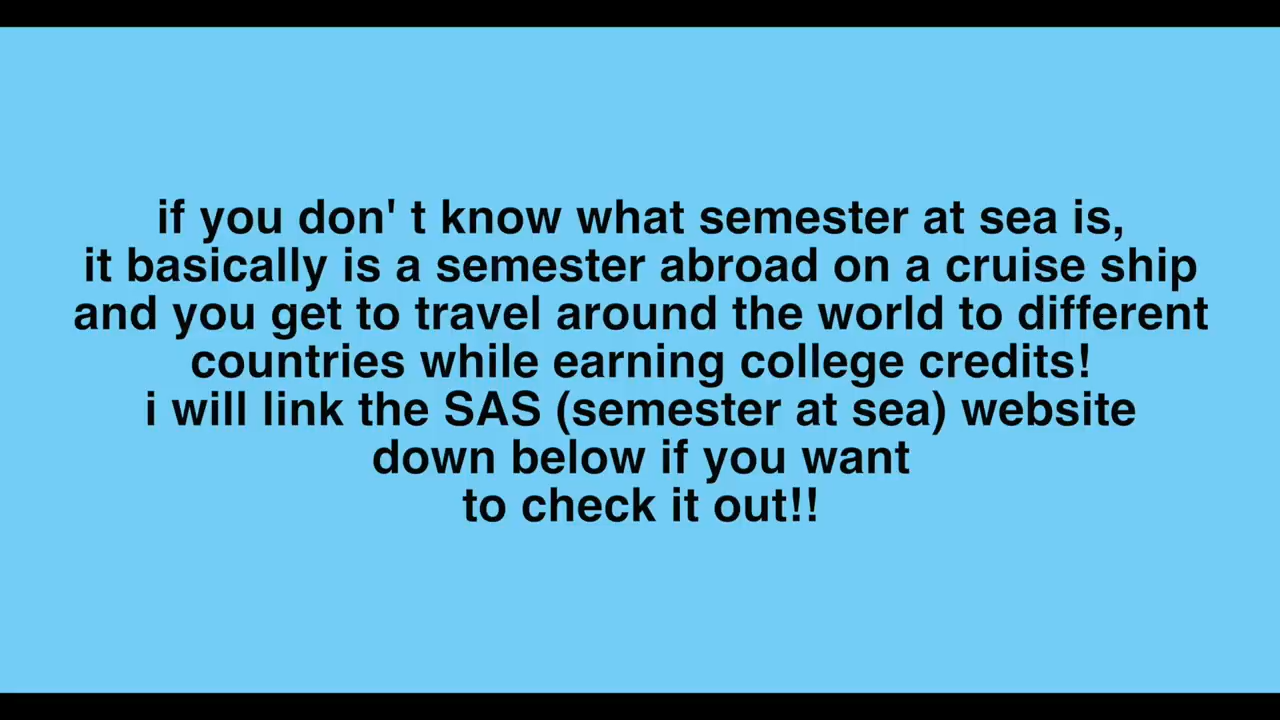 if you don' t know what semester at sea is,
it basically is a semester abroad on a cruise ship
and you get to travel around the world to different
countries while earning college credits!
i will link the SAS (semester at sea) website
down below if you want
to check it out!!